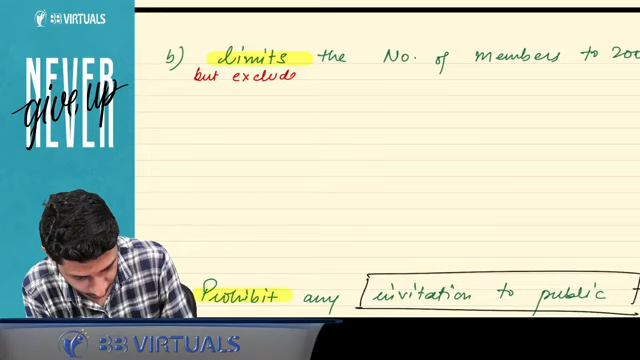 BB VIRTUALS
NEVER
give up
NEVER
b) limits the No. of members to 200
but exclude
Prohibit any invitation to public
BB VIRTUALS